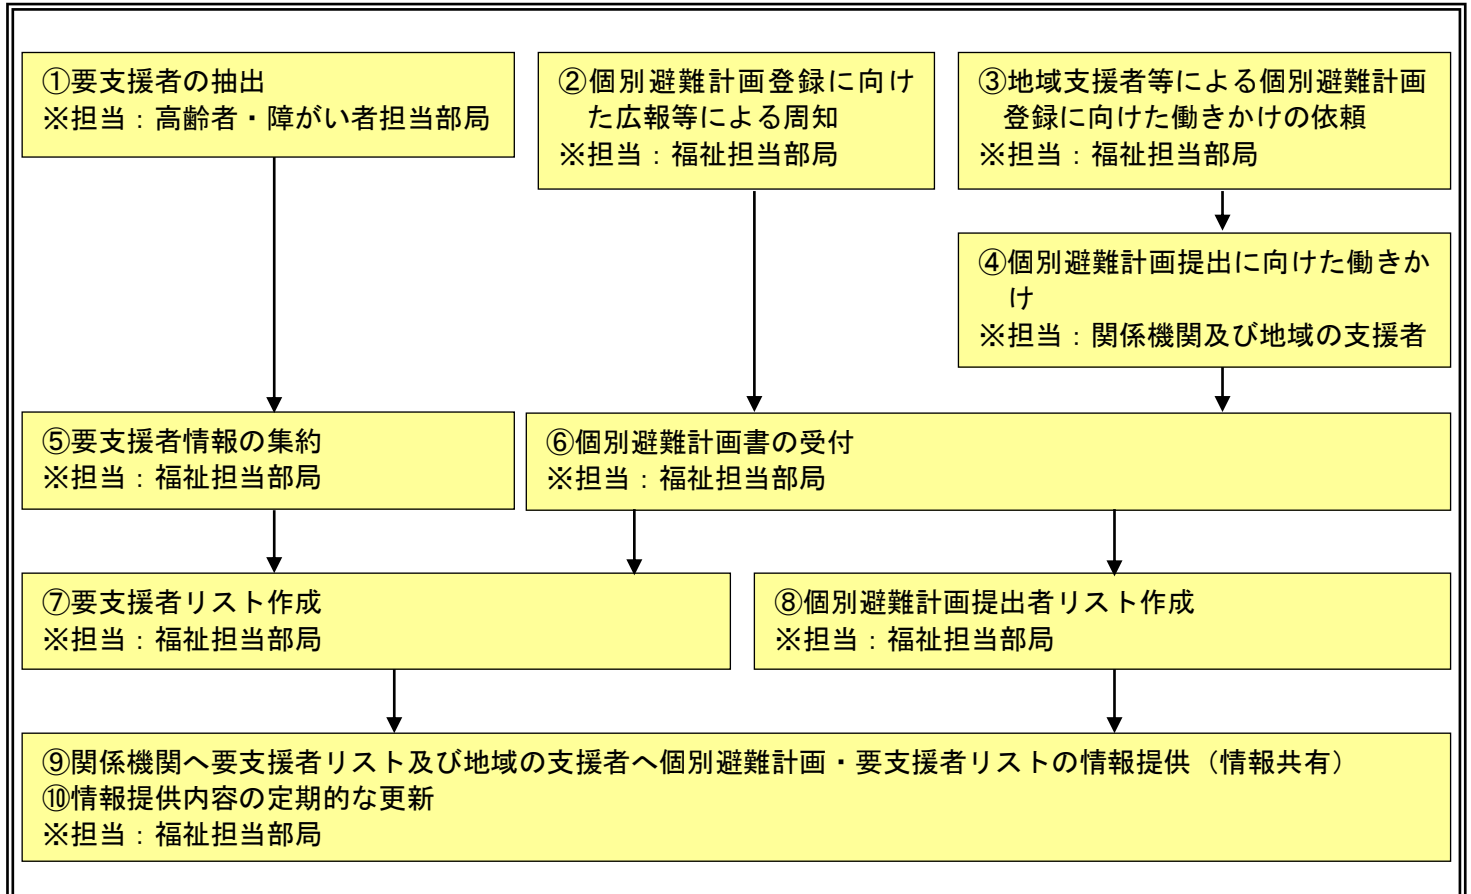 ①要支援者の抽出
※担当：高齢者・障がい者担当部局
②個別避難計画登録に向け
た広報等による周知
※担当：福祉担当部局
③地域支援者等による個別避難計画
登録に向けた働きかけの依頼
※担当：福祉担当部局
④個別避難計画提出に向けた働きか
け
※担当：関係機関及び地域の支援者
⑤要支援者情報の集約
※担当：福祉担当部局
⑥個別避難計画書の受付
※担当：福祉担当部局
⑦要支援者リスト作成
※担当：福祉担当部局
⑧個別避難計画提出者リスト作成
※担当：福祉担当部局
⑨関係機関へ要支援者リスト及び地域の支援者へ個別避難計画・要支援者リストの情報提供（情報共有）
⑩情報提供内容の定期的な更新
※担当：福祉担当部局